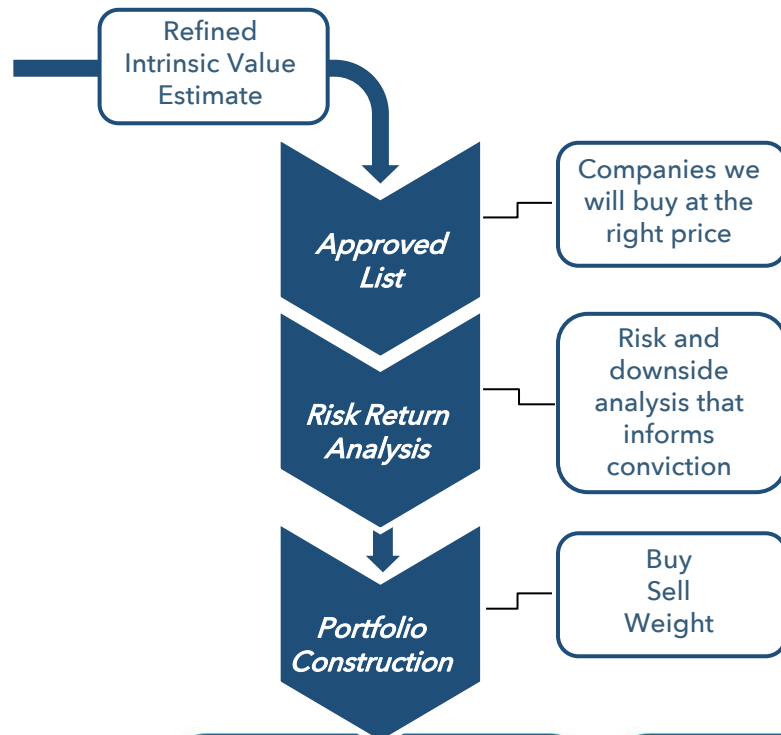 Refined
Intrinsic Value
Estimate
Approved
List
Companies we
will buy at the
right price
Risk Return
Analysis
Risk and
downside
analysis that
informs
conviction
Portfolio
Construction
Buy
Sell
Weight